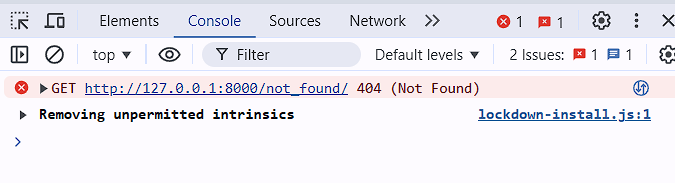 Elements Console Sources Network 1 1
top Filter Default levels 2 Issues: 1 1
GET http://127.0.0.1:8000/not_found/ 404 (Not Found)
Removing unpermitted intrinsics lockdown-install.js:1